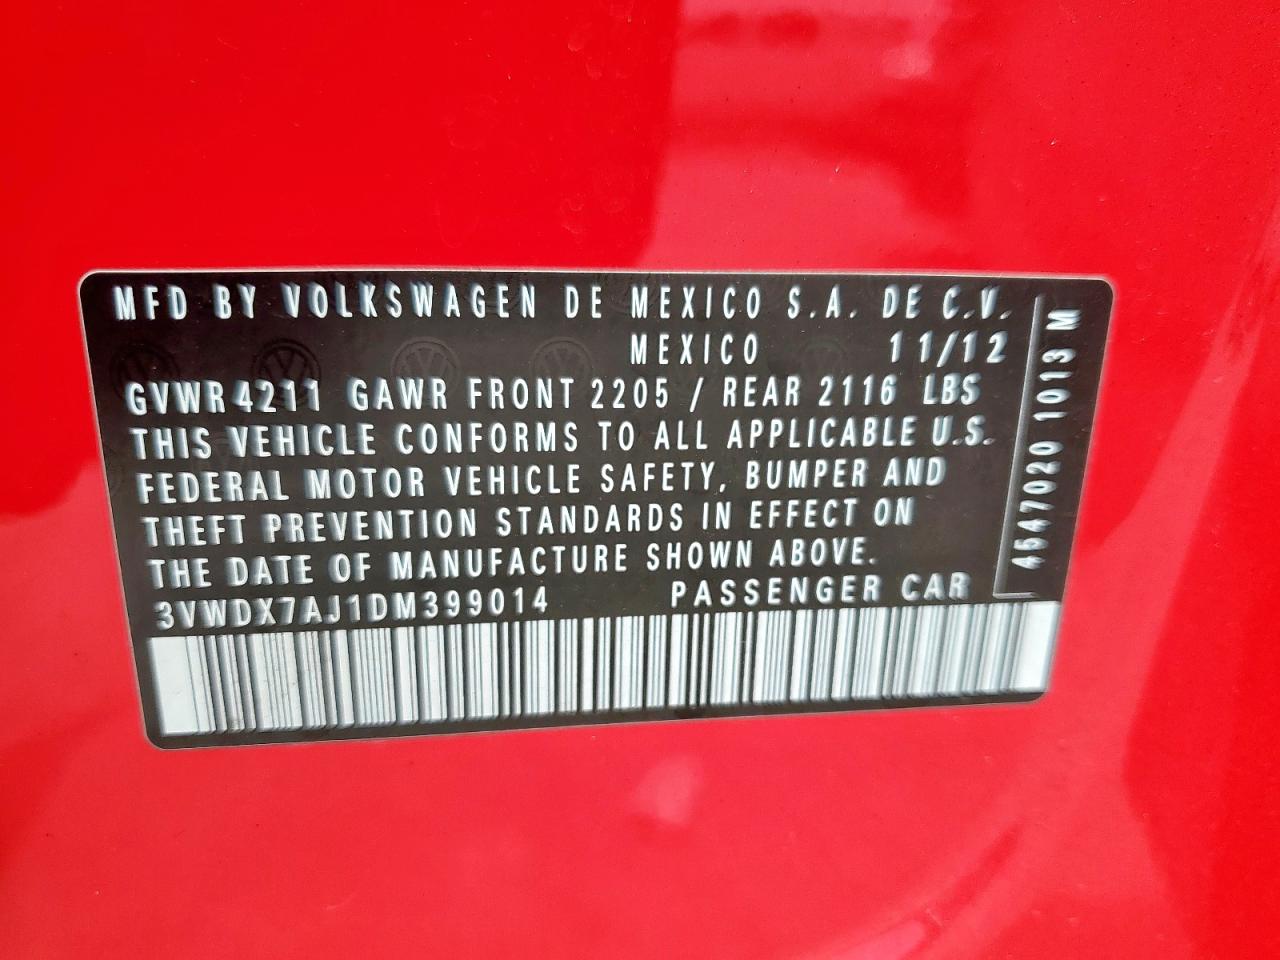 MFD BY VOLKSWAGEN DE MEXICO S.A. DE C.V.
MEXICO 11/12
GVWR 4211 GAWR FRONT 2205 / REAR 2116 LBS
THIS VEHICLE CONFORMS TO ALL APPLICABLE U.S.
FEDERAL MOTOR VEHICLE SAFETY, BUMPER AND
THEFT PREVENTION STANDARDS IN EFFECT ON
THE DATE OF MANUFACTURE SHOWN ABOVE.
3VWDX7AJ1DM399014 PASSENGER CAR
4547020 1013 M